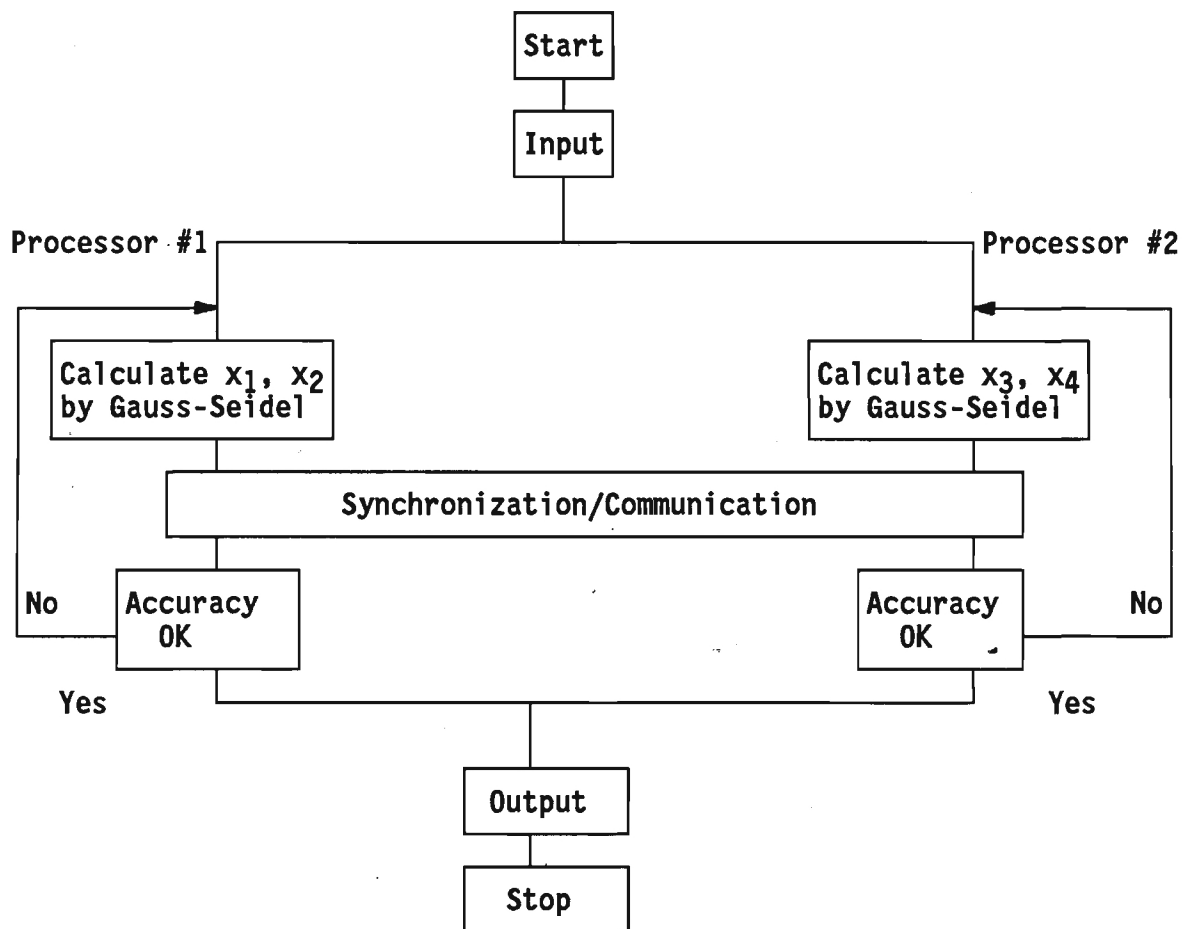 Start
Input
Processor #1
Processor #2
Calculate x1, x2
by Gauss-Seidel
Calculate x3, x4
by Gauss-Seidel
Synchronization/Communication
No
Accuracy
OK
Accuracy
OK
No
Yes
Yes
Output
Stop